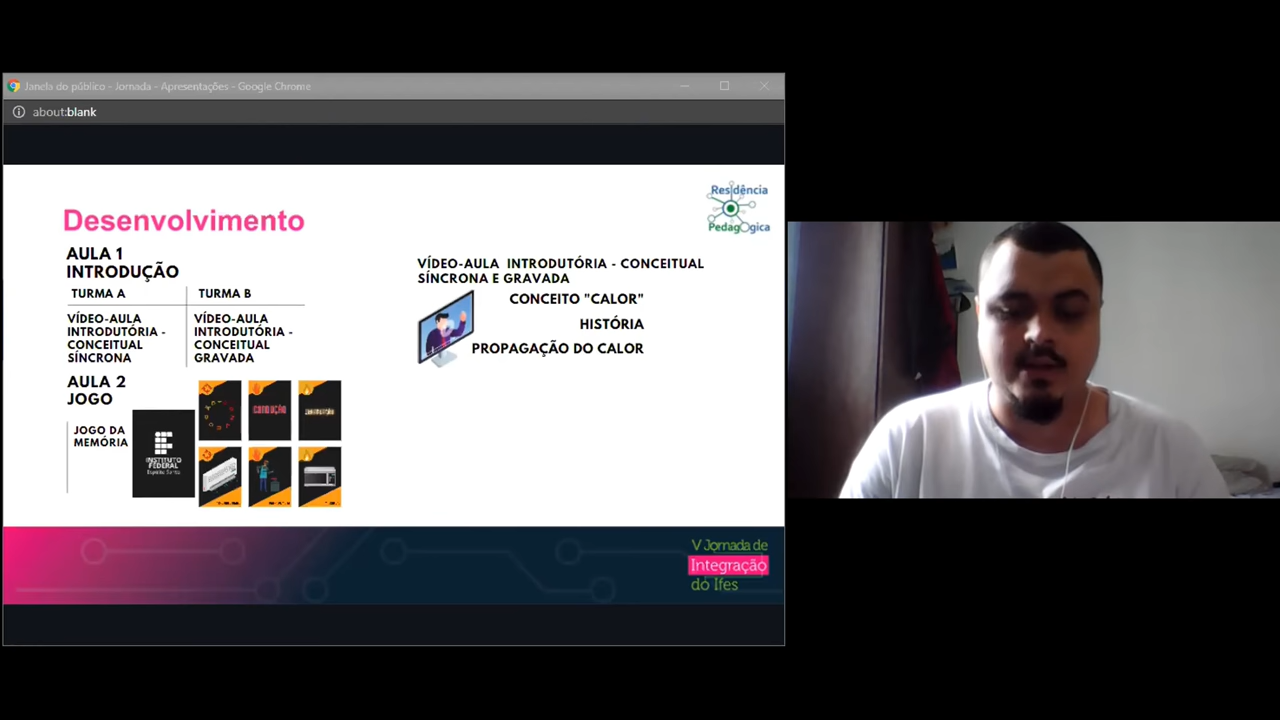 Janela do público - Jornada - Apresentações - Google Chrome
about:blank
Residência
Pedagógica
Desenvolvimento
AULA 1
INTRODUÇÃO
TURMA A
TURMA B
VÍDEO-AULA
INTRODUTÓRIA -
CONCEITUAL
SÍNCRONA
VÍDEO-AULA
INTRODUTÓRIA -
CONCEITUAL
GRAVADA
AULA 2
JOGO
JOGO DA
MEMÓRIA
INSTITUTO
FEDERAL
Espírito Santo
CONDUÇÃO
VÍDEO-AULA INTRODUTÓRIA - CONCEITUAL
SÍNCRONA E GRAVADA
CONCEITO "CALOR"
HISTÓRIA
PROPAGAÇÃO DO CALOR
V Jornada de
Integração
do Ifes